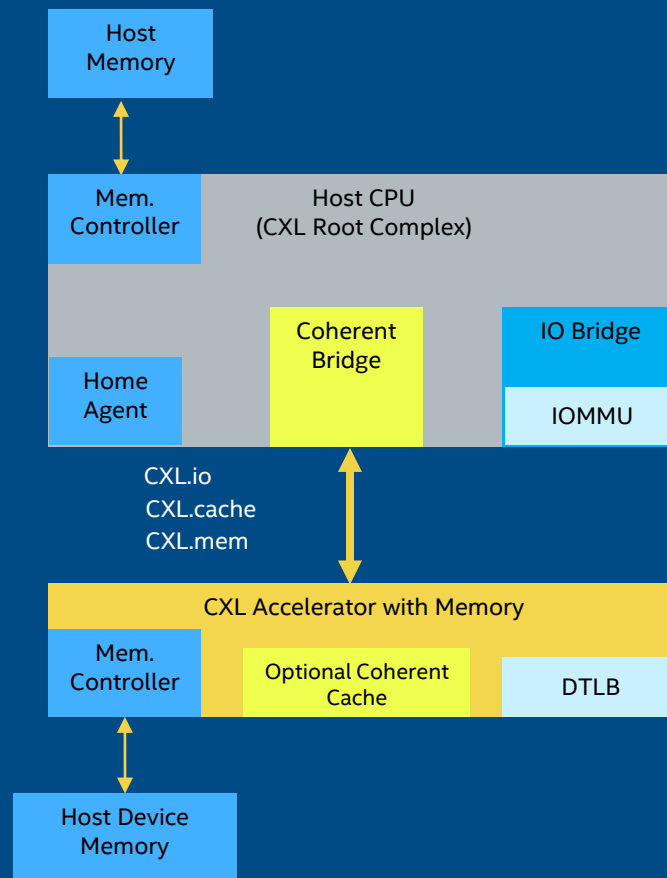 Host
Memory
Mem.
Controller
Host CPU
(CXL Root Complex)
Coherent
Bridge
IO Bridge
Home
Agent
IOMMU
CXL.io
CXL.cache
CXL.mem
CXL Accelerator with Memory
Mem.
Controller
Optional Coherent
Cache
DTLB
Host Device
Memory